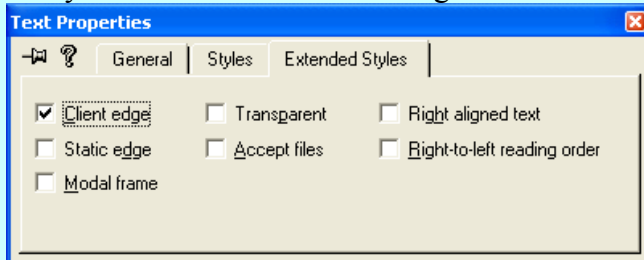 Text Properties
General Styles Extended Styles
Client edge Transparent Right aligned text
Static edge Accept files Right-to-left reading order
Modal frame